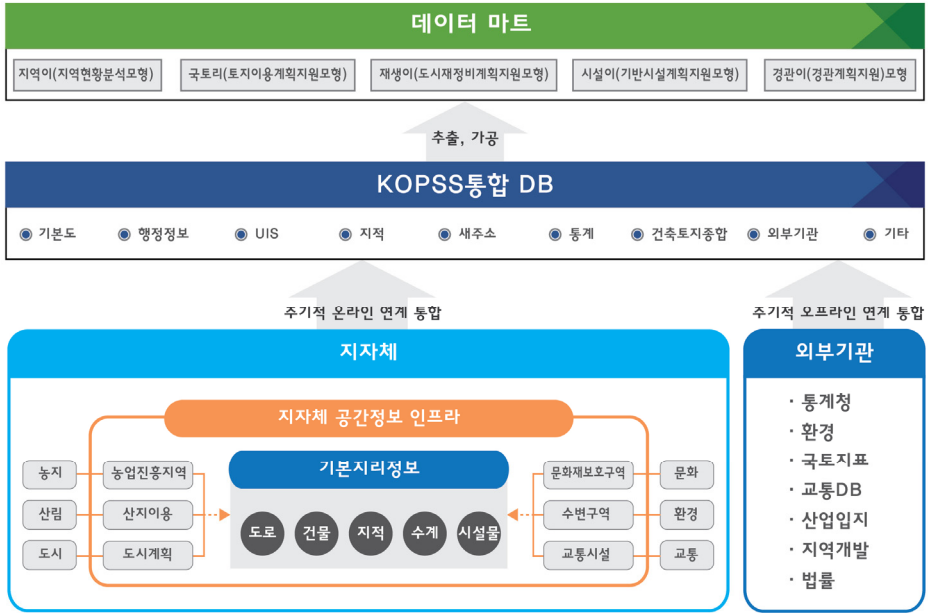 데이터 마트
지역이(지역현황분석모형) 국토리(토지이용계획지원모형) 재생이(도시재정비계획지원모형) 시설이(기반시설계획지원모형) 경관이(경관계획지원)모형
추출, 가공
KOPSS통합 DB
기본도 행정정보 UIS 지적 새주소 통계 건축토지종합 외부기관 기타
주기적 온라인 연계 통합
주기적 오프라인 연계 통합
지자체
지자체 공간정보 인프라
기본지리정보
농지 농업진흥지역
산림 산지이용
도시 도시계획
도로 건물 지적 수계 시설물
문화재보호구역 문화
수변구역 환경
교통시설 교통
외부기관
· 통계청
· 환경
· 국토지표
· 교통DB
· 산업입지
· 지역개발
· 법률